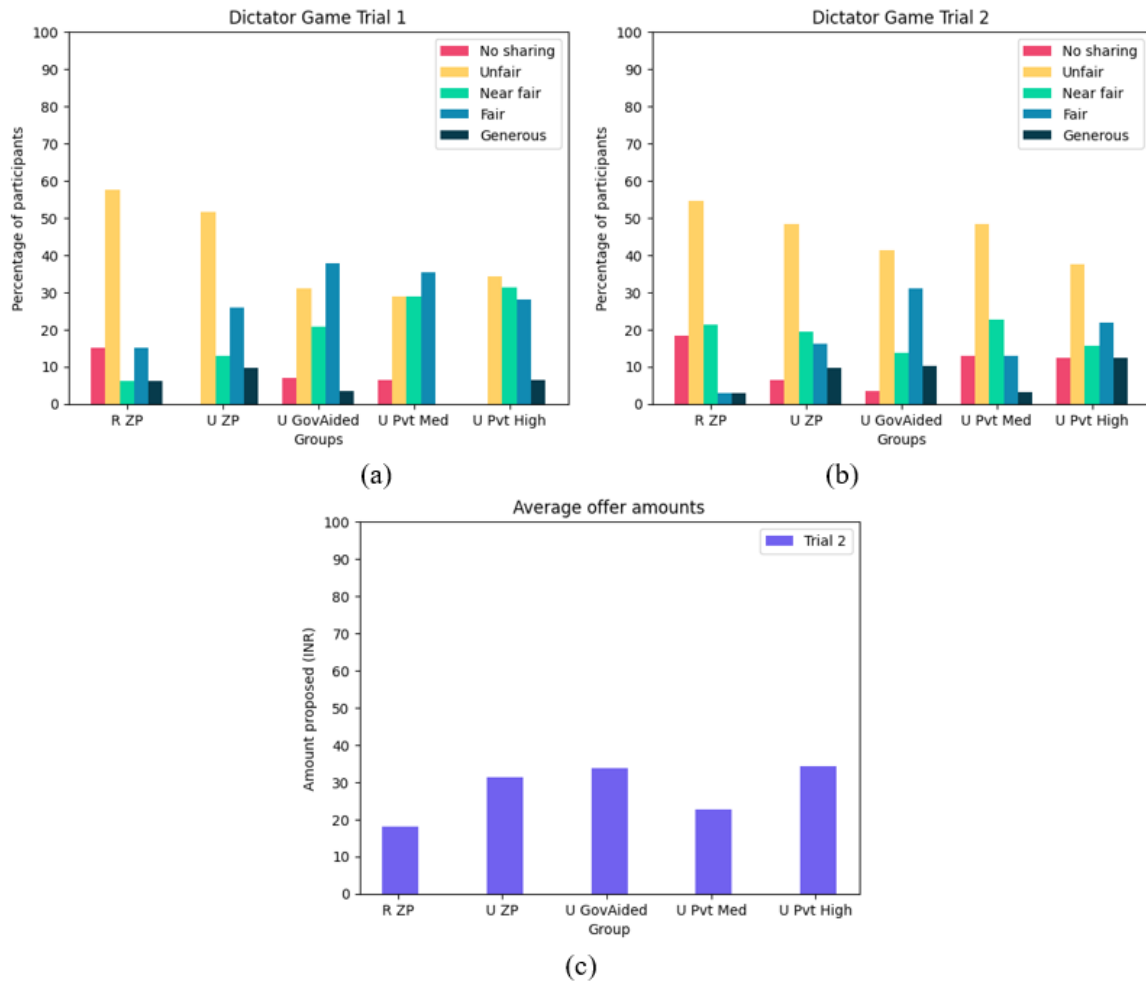 Dictator Game Trial 1
100
90
80
70
60
50
40
30
20
10
0
Percentage of participants
No sharing
Unfair
Near fair
Fair
Generous
R ZP U ZP U GovAided U Pvt Med U Pvt High
Groups
(a)
Dictator Game Trial 2
100
90
80
70
60
50
40
30
20
10
0
Percentage of participants
No sharing
Unfair
Near fair
Fair
Generous
R ZP U ZP U GovAided U Pvt Med U Pvt High
Groups
(b)
Average offer amounts
100
90
80
70
60
50
40
30
20
10
0
Amount proposed (INR)
Trial 2
R ZP U ZP U GovAided U Pvt Med U Pvt High
Group
(c)